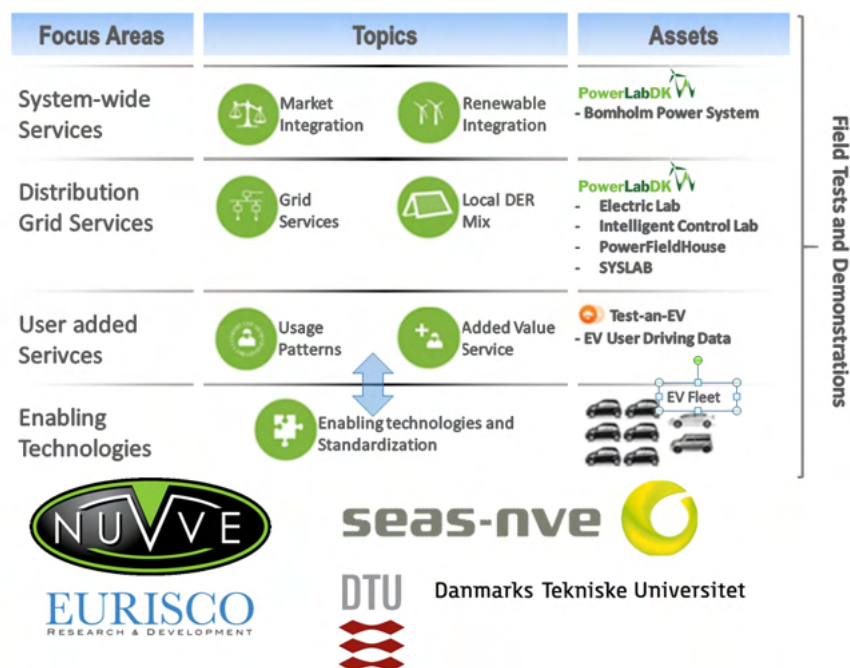 Focus Areas
Topics
Assets
System-wide
Services
Market
Integration
Renewable
Integration
PowerLabDK
- Bornholm Power System
Distribution
Grid Services
Grid
Services
Local DER
Mix
PowerLabDK
- Electric Lab
- Intelligent Control Lab
- PowerFieldHouse
- SYSLAB
User added
Serivces
Usage
Patterns
Added Value
Service
Test-an-EV
- EV User Driving Data
Enabling
Technologies
Enabling technologies and
Standardization
EV Fleet
Field Tests and Demonstrations
NUVVE
seas-nve
EURISCO
RESEARCH & DEVELOPMENT
DTU
Danmarks Tekniske Universitet